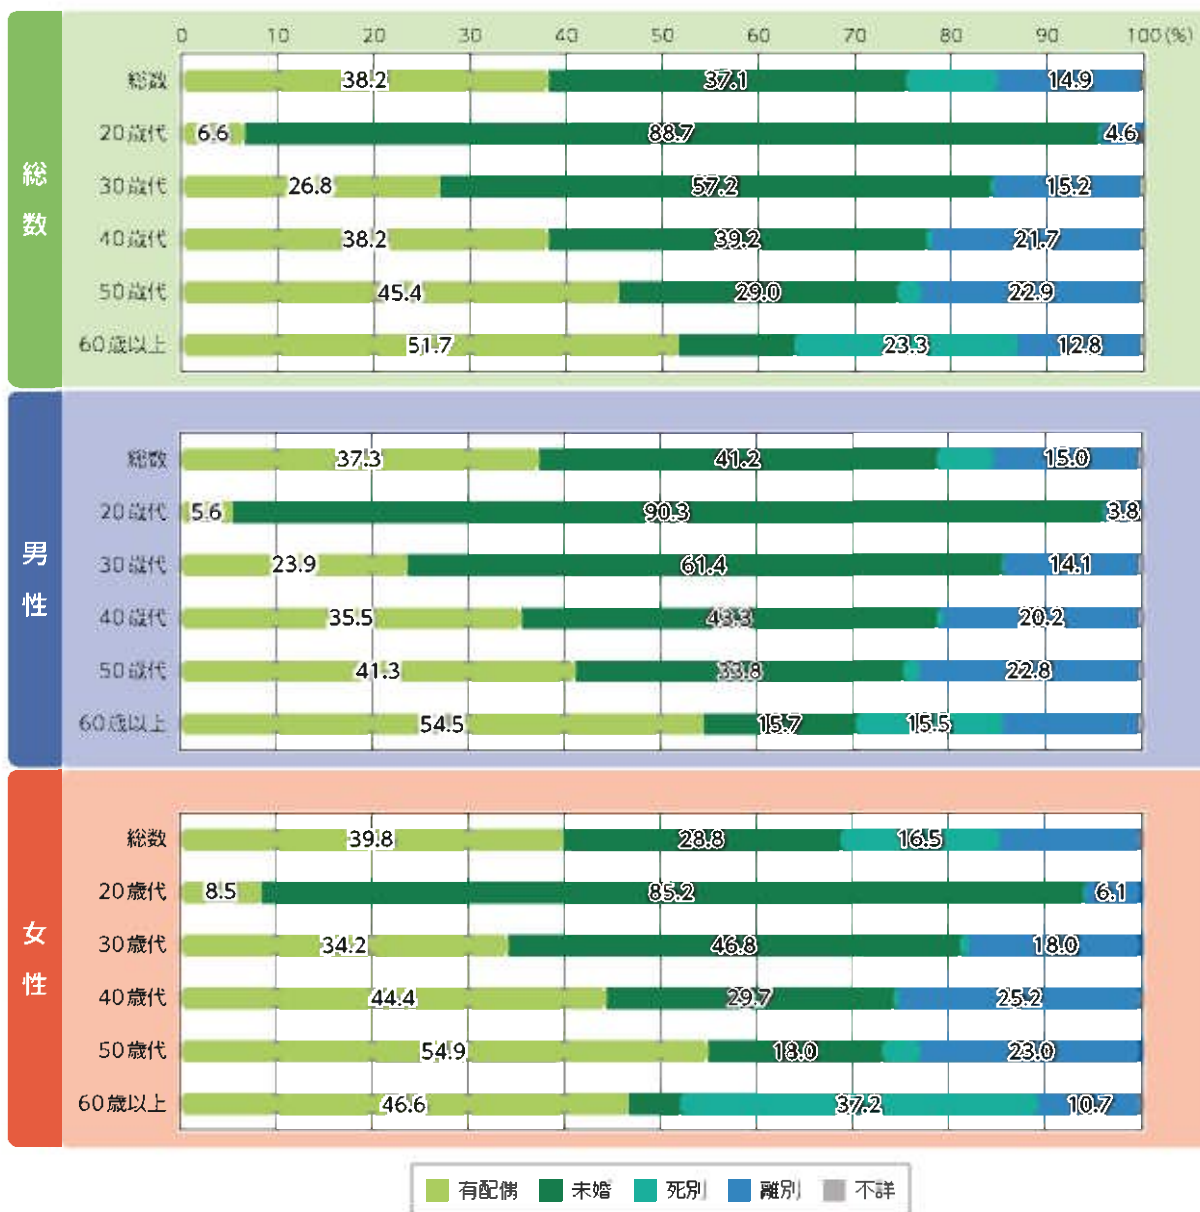 0 10 20 30 40 50 60 70 80 90 100(%)
総数
総数 38.2 37.1 14.9
20歳代 6.6 88.7 4.6
30歳代 26.8 57.2 15.2
40歳代 38.2 39.2 21.7
50歳代 45.4 29.0 22.9
60歳以上 51.7 23.3 12.8
男性
総数 37.3 41.2 15.0
20歳代 5.6 90.3 3.8
30歳代 23.9 61.4 14.1
40歳代 35.5 43.3 20.2
50歳代 41.3 33.8 22.8
60歳以上 54.5 15.7 15.5
女性
総数 39.8 28.8 16.5
20歳代 8.5 85.2 6.1
30歳代 34.2 46.8 18.0
40歳代 44.4 29.7 25.2
50歳代 54.9 18.0 23.0
60歳以上 46.6 37.2 10.7
有配偶 未婚 死別 離別 不詳